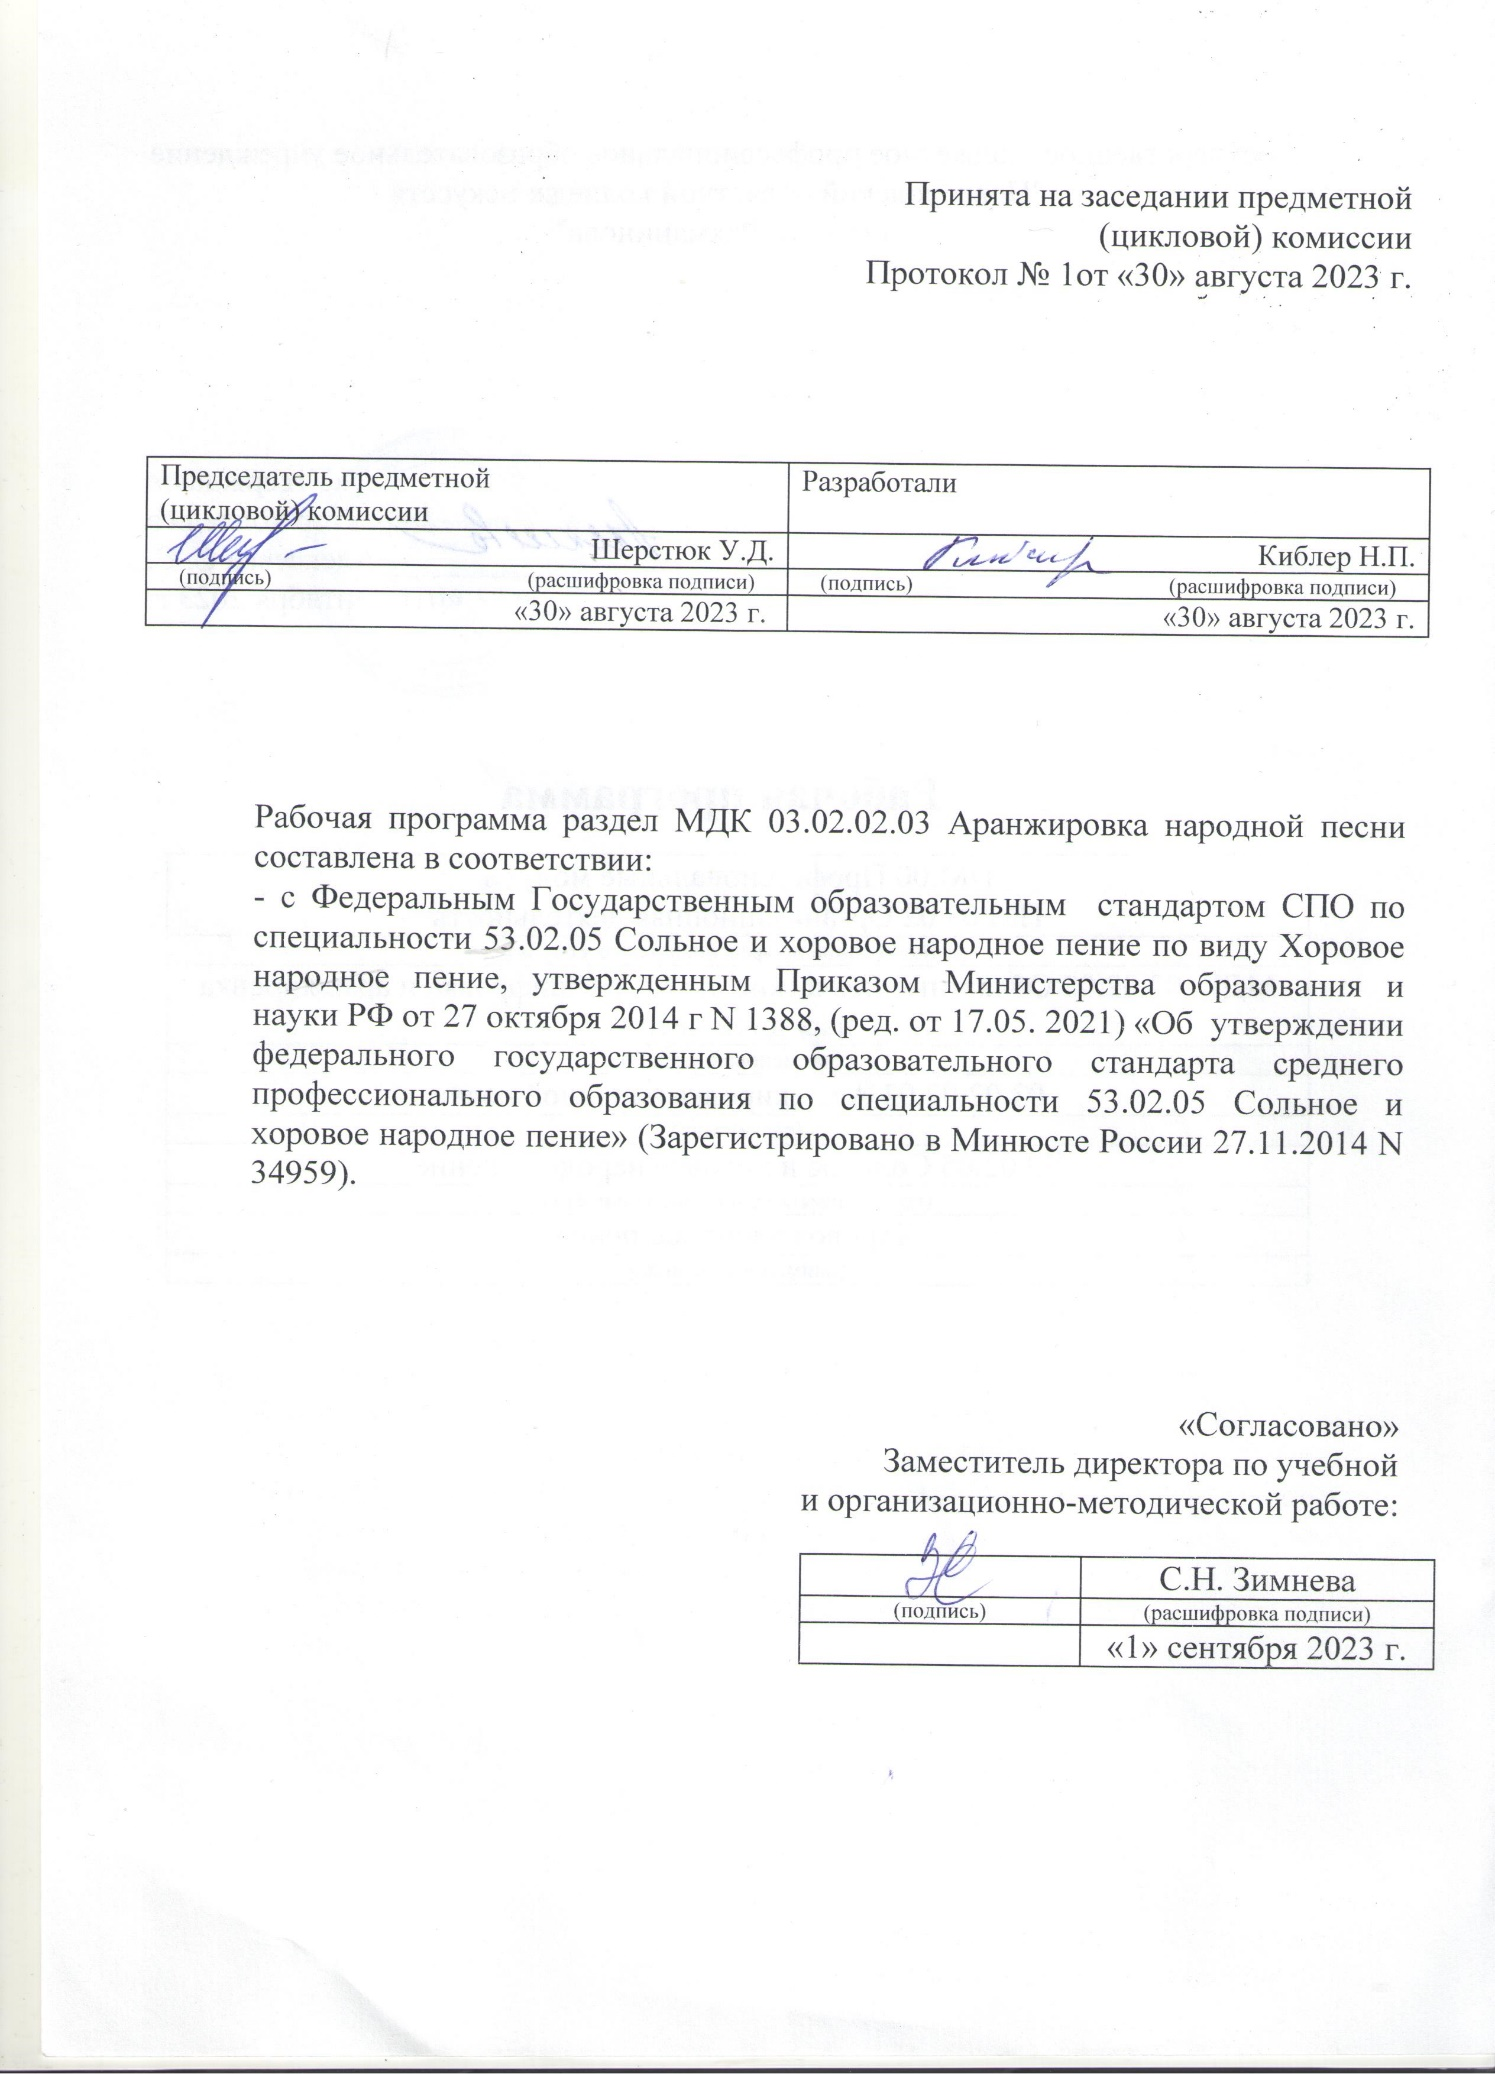 Принята на заседании предметной
(цикловой) комиссии
Протокол № 1от «30» августа 2023 г.
Председатель предметной
(цикловой) комиссии
Разработали
Шерстюк У.Д.
Киблер Н.П.
(подпись) (расшифровка подписи)
(подпись) (расшифровка подписи)
«30» августа 2023 г.
«30» августа 2023 г.
Рабочая программа раздел МДК 03.02.02.03 Аранжировка народной песни
составлена в соответствии:
- с Федеральным Государственным образовательным стандартом СПО по
специальности 53.02.05 Сольное и хоровое народное пение по виду Хоровое
народное пение, утвержденным Приказом Министерства образования и
науки РФ от 27 октября 2014 г N 1388, (ред. от 17.05. 2021) «Об утверждении
федерального государственного образовательного стандарта среднего
профессионального образования по специальности 53.02.05 Сольное и
хоровое народное пение» (Зарегистрировано в Минюсте России 27.11.2014 N
34959).
«Согласовано»
Заместитель директора по учебной
и организационно-методической работе:
С.Н. Зимнева
(подпись) (расшифровка подписи)
«1» сентября 2023 г.